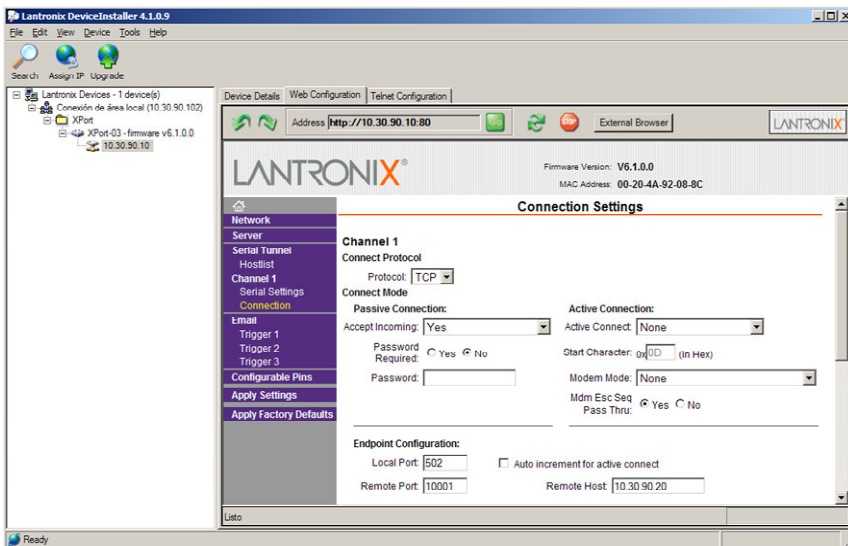 Lantronix DeviceInstaller 4.1.0.9
File Edit View Device Tools Help
Search Assign IP Upgrade
Lantronix Devices - 1 device(s)
Conexión de área local (10.30.90.102)
XPort
XPort-03 - firmware v6.1.0.0
10.30.90.10
Device Details Web Configuration Telnet Configuration
Address http://10.30.90.10:80 GO STOP External Browser LANTRONIX
LANTRONIX®
Firmware Version: V6.1.0.0
MAC Address: 00-20-4A-92-08-8C
Network
Server
Serial Tunnel
Hostlist
Channel 1
Serial Settings
Connection
Email
Trigger 1
Trigger 2
Trigger 3
Configurable Pins
Apply Settings
Apply Factory Defaults
Connection Settings
Channel 1
Connect Protocol
Protocol: TCP
Connect Mode
Passive Connection: Active Connection:
Accept Incoming: Yes Active Connect: None
Password Required: Yes No Start Character: 0x 0D (in Hex)
Password: Modem Mode: None
Mdm Esc Seq Pass Thru: Yes No
Endpoint Configuration:
Local Port: 502 Auto increment for active connect
Remote Port: 10001 Remote Host: 10.30.90.20
Listo
Ready